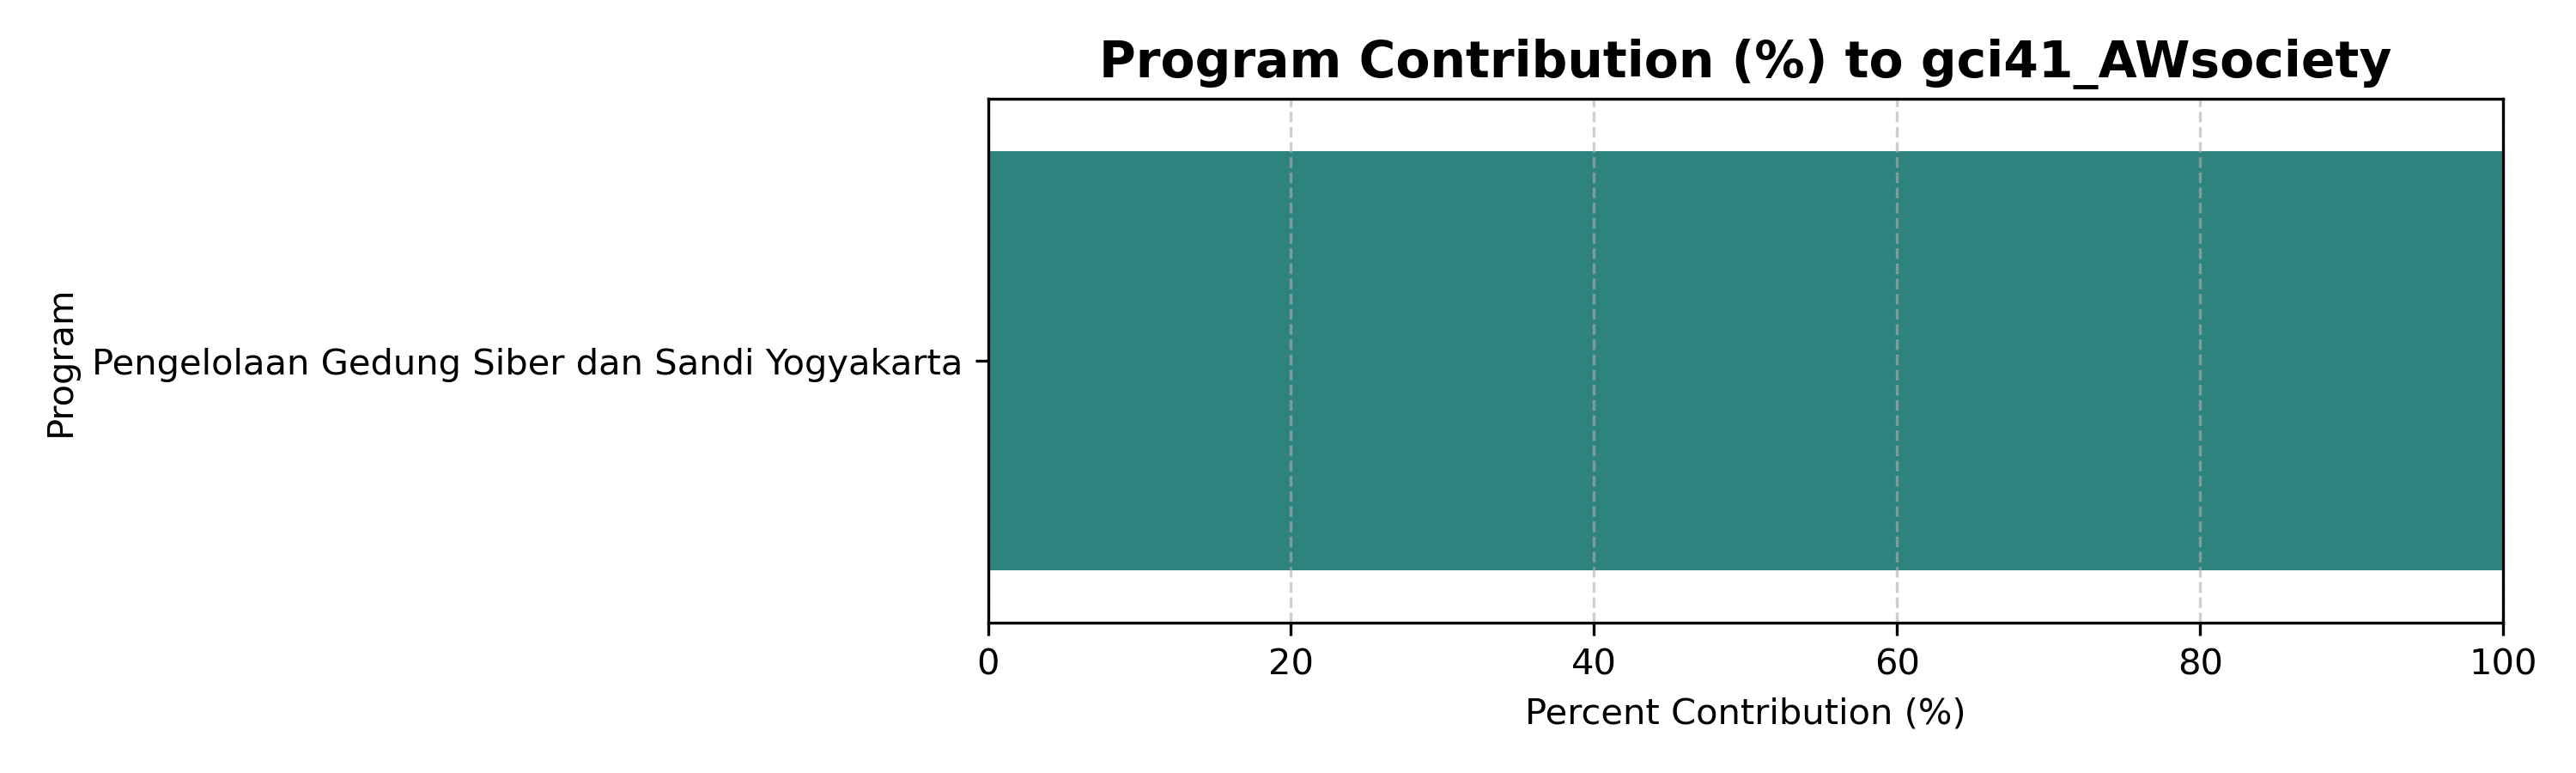 Program Contribution (%) to gci41_AWsociety
Program
Pengelolaan Gedung Siber dan Sandi Yogyakarta
0 20 40 60 80 100
Percent Contribution (%)